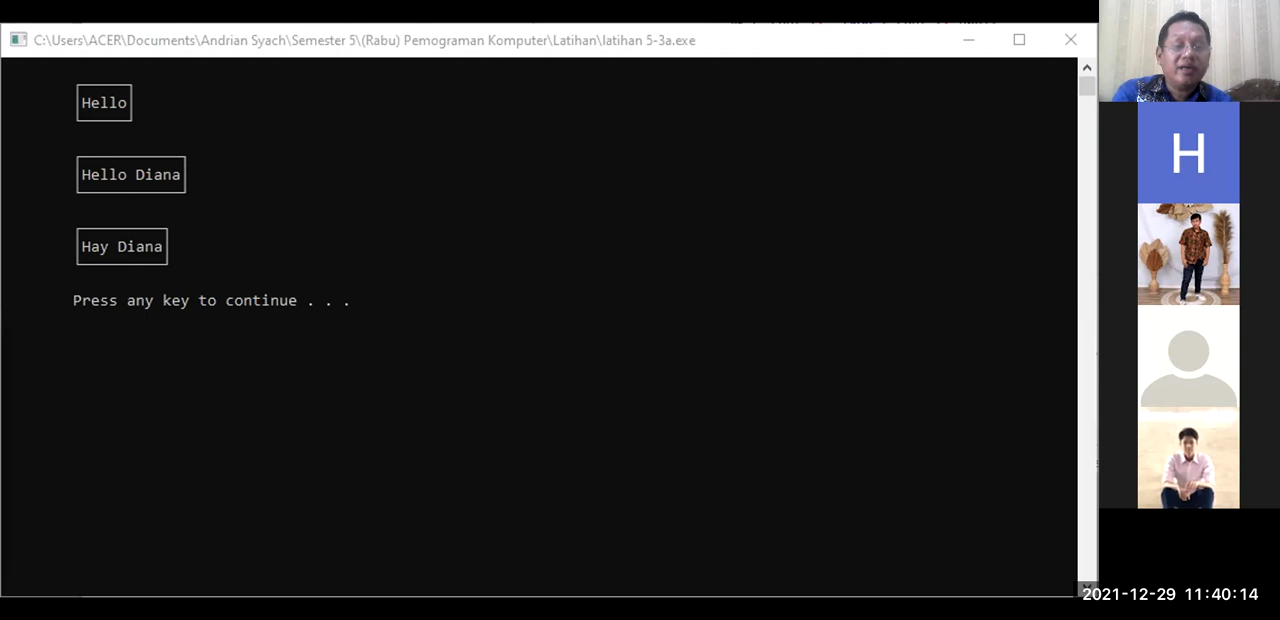 C:\Users\ACER\Documents\Andrian Syach\Semester 5\(Rabu) Pemograman Komputer\Latihan\latihan 5-3a.exe
Hello
Hello Diana
Hay Diana
Press any key to continue . . .
H
2021-12-29 11:40:14